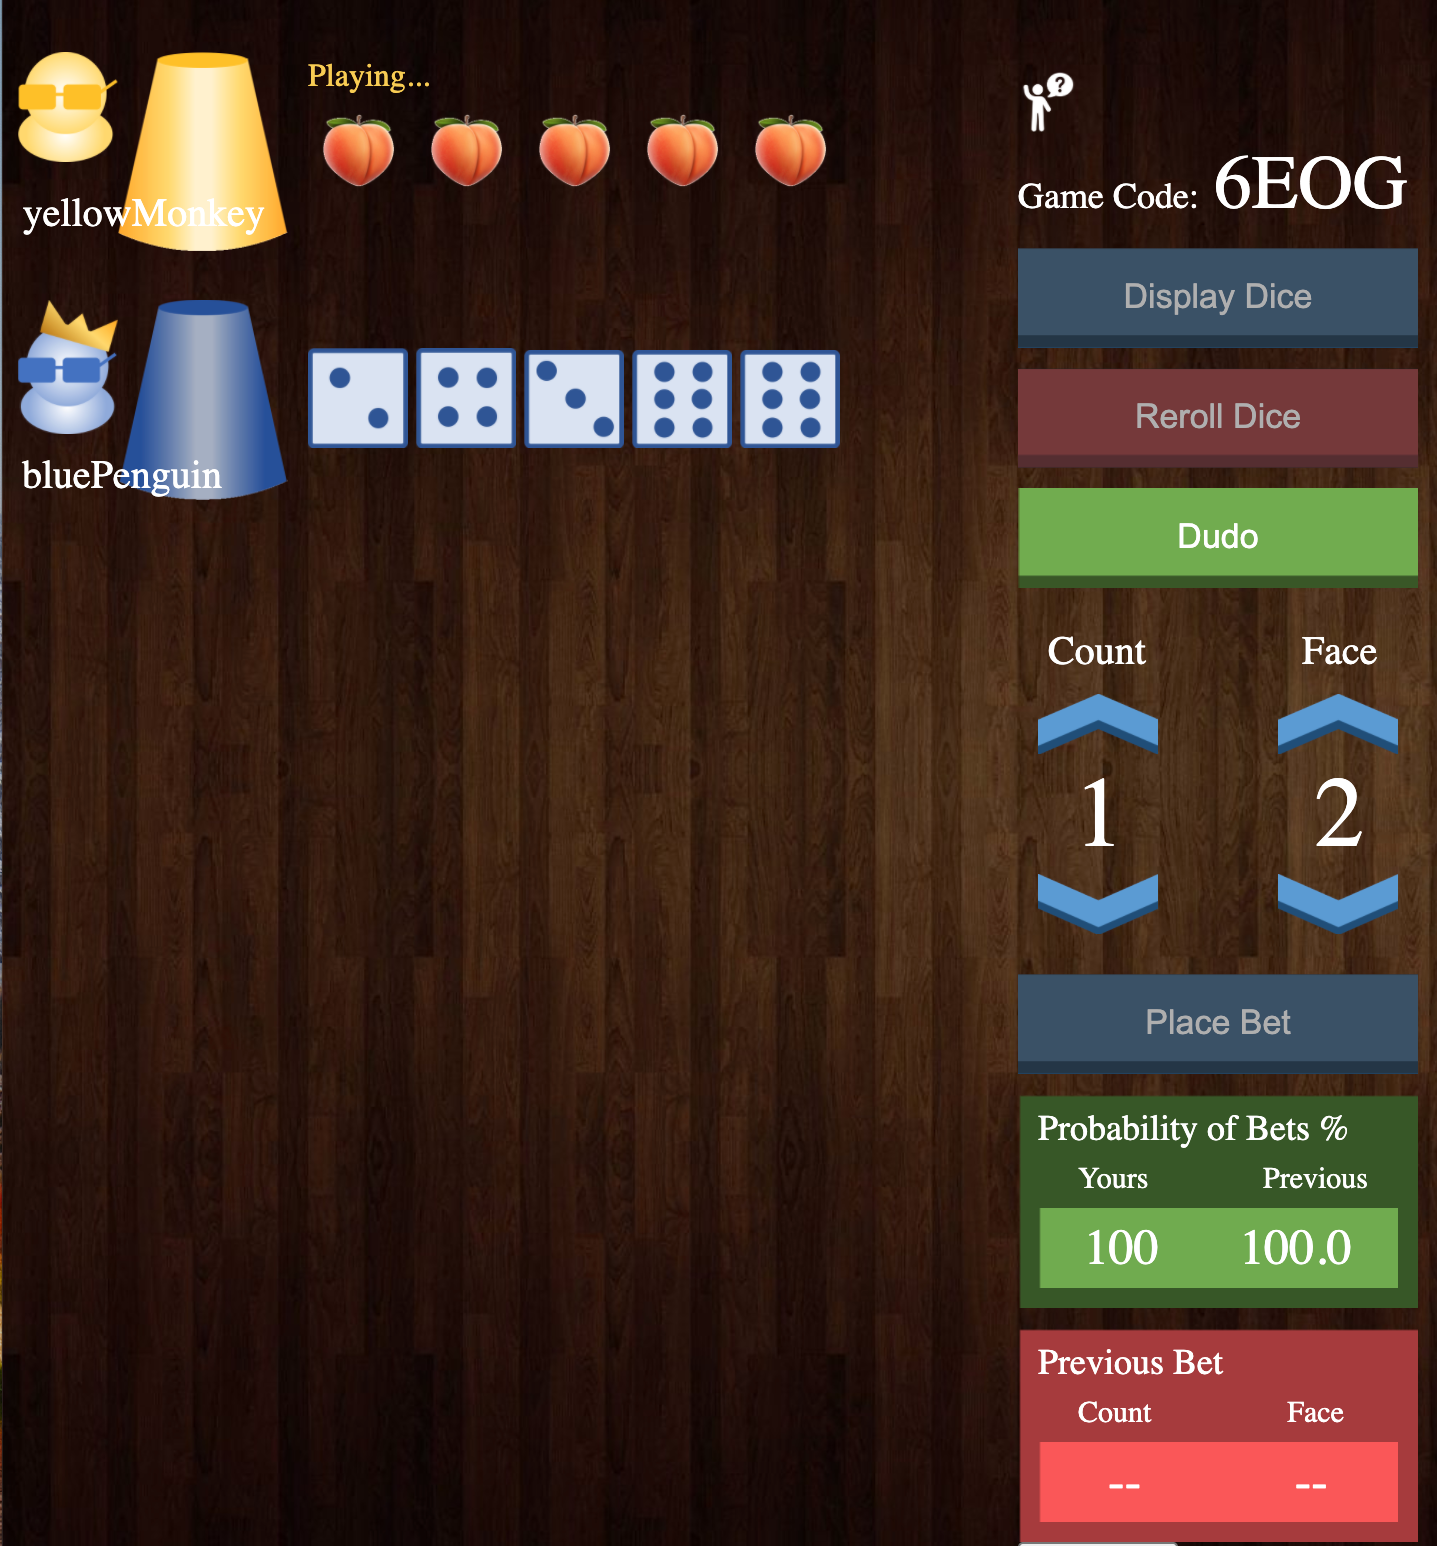 Playing...
yellowMonkey
bluePenguin
?
Game Code: 6EOG
Display Dice
Reroll Dice
Dudo
Count Face
1 2
Place Bet
Probability of Bets %
Yours Previous
100 100.0
Previous Bet
Count Face
-- --